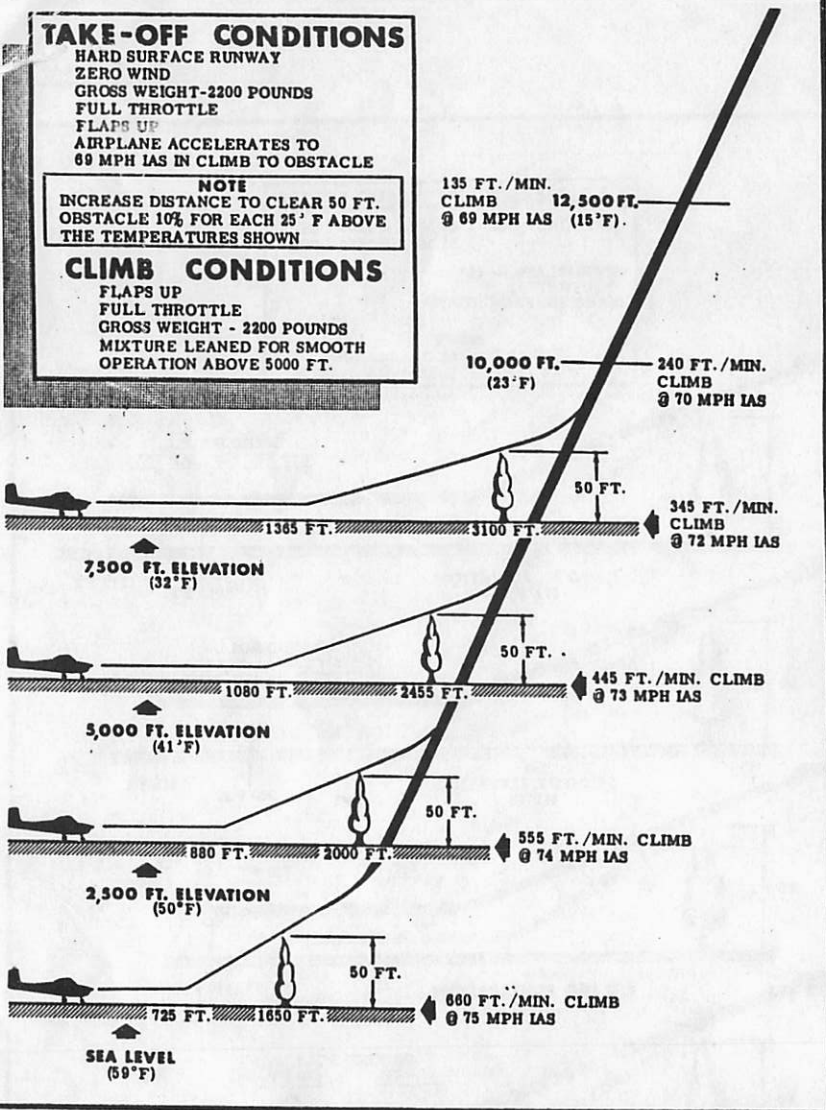 TAKE-OFF CONDITIONS
HARD SURFACE RUNWAY
ZERO WIND
GROSS WEIGHT-2200 POUNDS
FULL THROTTLE
FLAPS UP
AIRPLANE ACCELERATES TO
69 MPH IAS IN CLIMB TO OBSTACLE
NOTE
INCREASE DISTANCE TO CLEAR 50 FT.
OBSTACLE 10% FOR EACH 25° F ABOVE
THE TEMPERATURES SHOWN
CLIMB CONDITIONS
FLAPS UP
FULL THROTTLE
GROSS WEIGHT - 2200 POUNDS
MIXTURE LEANED FOR SMOOTH
OPERATION ABOVE 5000 FT.
135 FT./MIN.
CLIMB 12,500 FT.
@ 69 MPH IAS (15°F).
10,000 FT. 240 FT./MIN.
(23°F) CLIMB
@ 70 MPH IAS
50 FT.
1365 FT. 3100 FT.
345 FT./MIN.
CLIMB
@ 72 MPH IAS
7,500 FT. ELEVATION
(32°F)
50 FT.
1080 FT. 2455 FT.
445 FT./MIN. CLIMB
@ 73 MPH IAS
5,000 FT. ELEVATION
(41°F)
50 FT.
880 FT. 2000 FT.
555 FT./MIN. CLIMB
@ 74 MPH IAS
2,500 FT. ELEVATION
(50°F)
50 FT.
725 FT. 1650 FT.
660 FT./MIN. CLIMB
@ 75 MPH IAS
SEA LEVEL
(59°F)